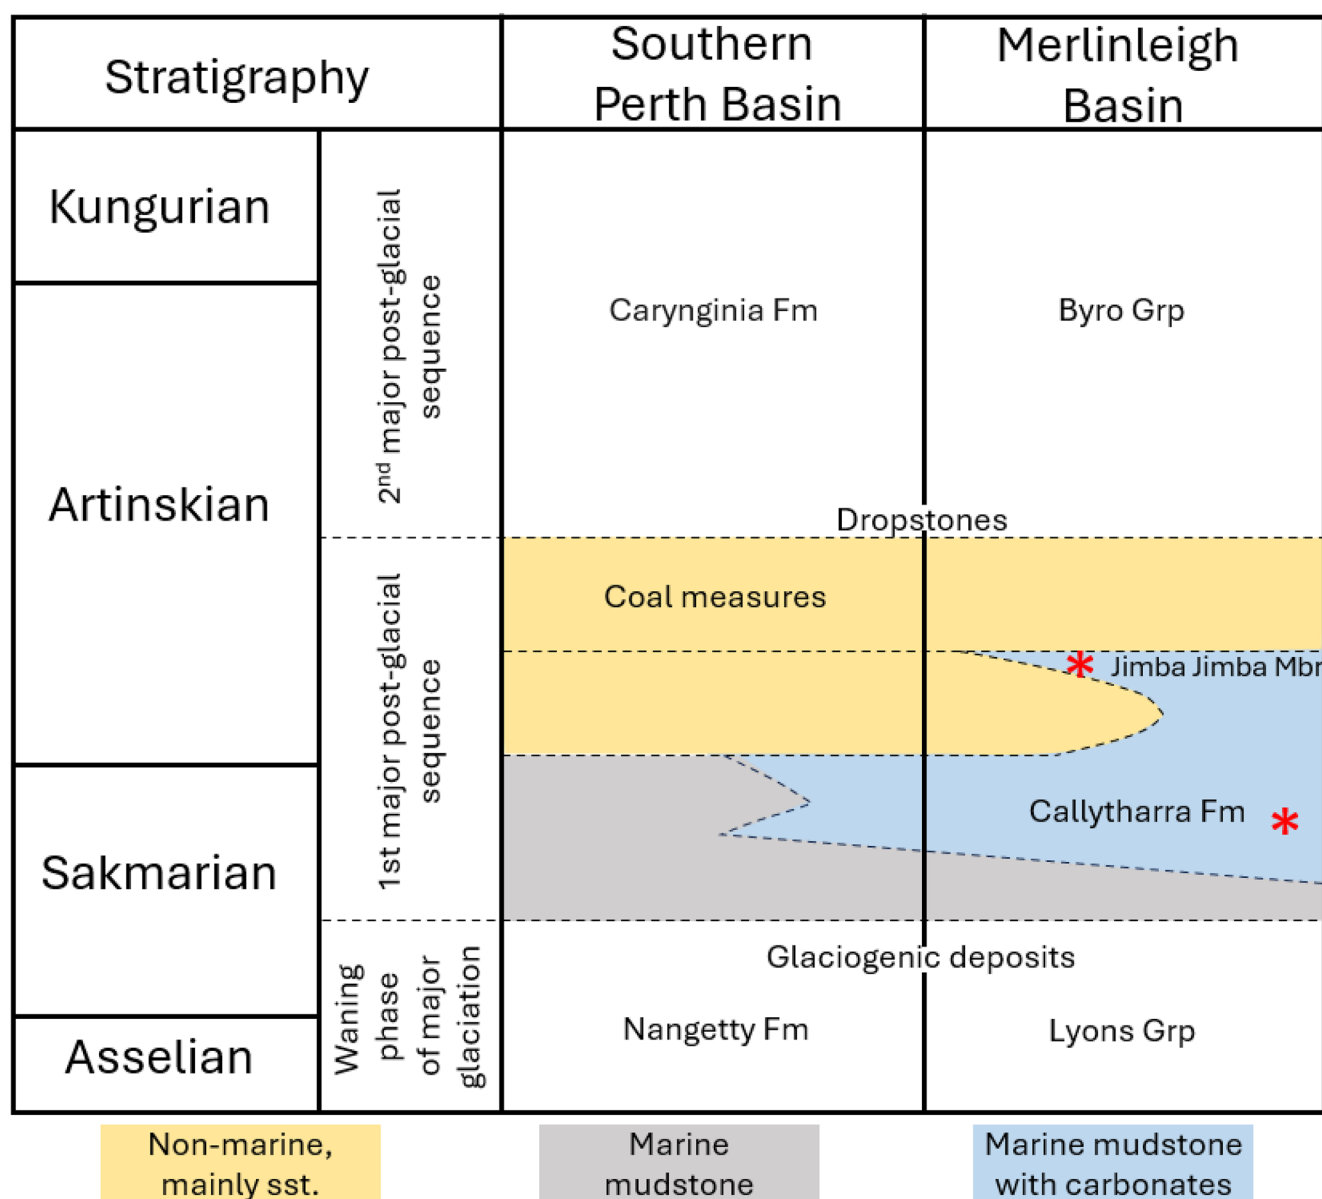 Stratigraphy
Southern
Perth Basin
Merlinleigh
Basin
Kungurian
Artinskian
Sakmarian
Asselian
2nd major post-glacial
sequence
1st major post-glacial
sequence
Waning
phase
of major
glaciation
Carynginia Fm
Byro Grp
Dropstones
Coal measures
* Jimba Jimba Mbr
Callytharra Fm *
Glaciogenic deposits
Nangetty Fm
Lyons Grp
Non-marine,
mainly sst.
Marine
mudstone
Marine mudstone
with carbonates